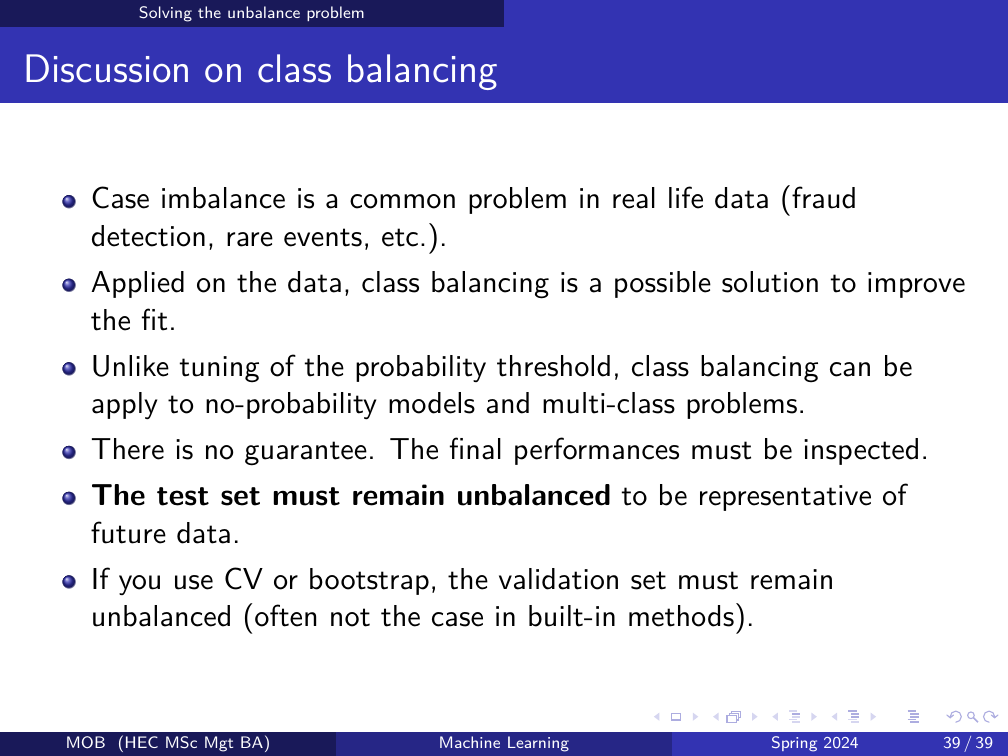 Solving the unbalance problem
Discussion on class balancing
Case imbalance is a common problem in real life data (fraud
detection, rare events, etc.).
Applied on the data, class balancing is a possible solution to improve
the fit.
Unlike tuning of the probability threshold, class balancing can be
apply to no-probability models and multi-class problems.
There is no guarantee. The final performances must be inspected.
The test set must remain unbalanced to be representative of
future data.
If you use CV or bootstrap, the validation set must remain
unbalanced (often not the case in built-in methods).
MOB (HEC MSc Mgt BA) Machine Learning Spring 2024 39 / 39